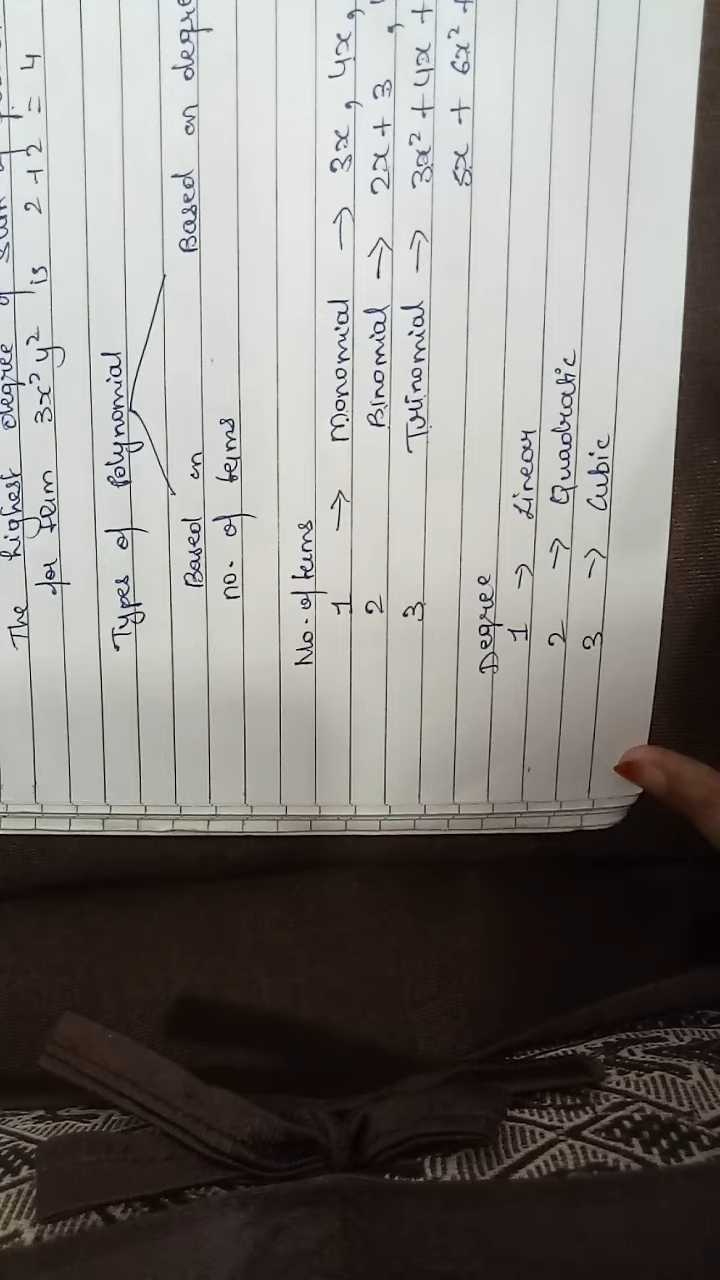 The highest degree of
for term 3x²y² is 2+2 = 4
Types of Polynomial
Based on Based on
no. of terms
No. of terms
1 → Monomial → 3x, 4x,
2 Binomial → 2x + 3,
3 Trinomial → 3x² + 4x +
5x + 6x² +
Degree
1 → Linear
2 → Quadratic
3 → Cubic